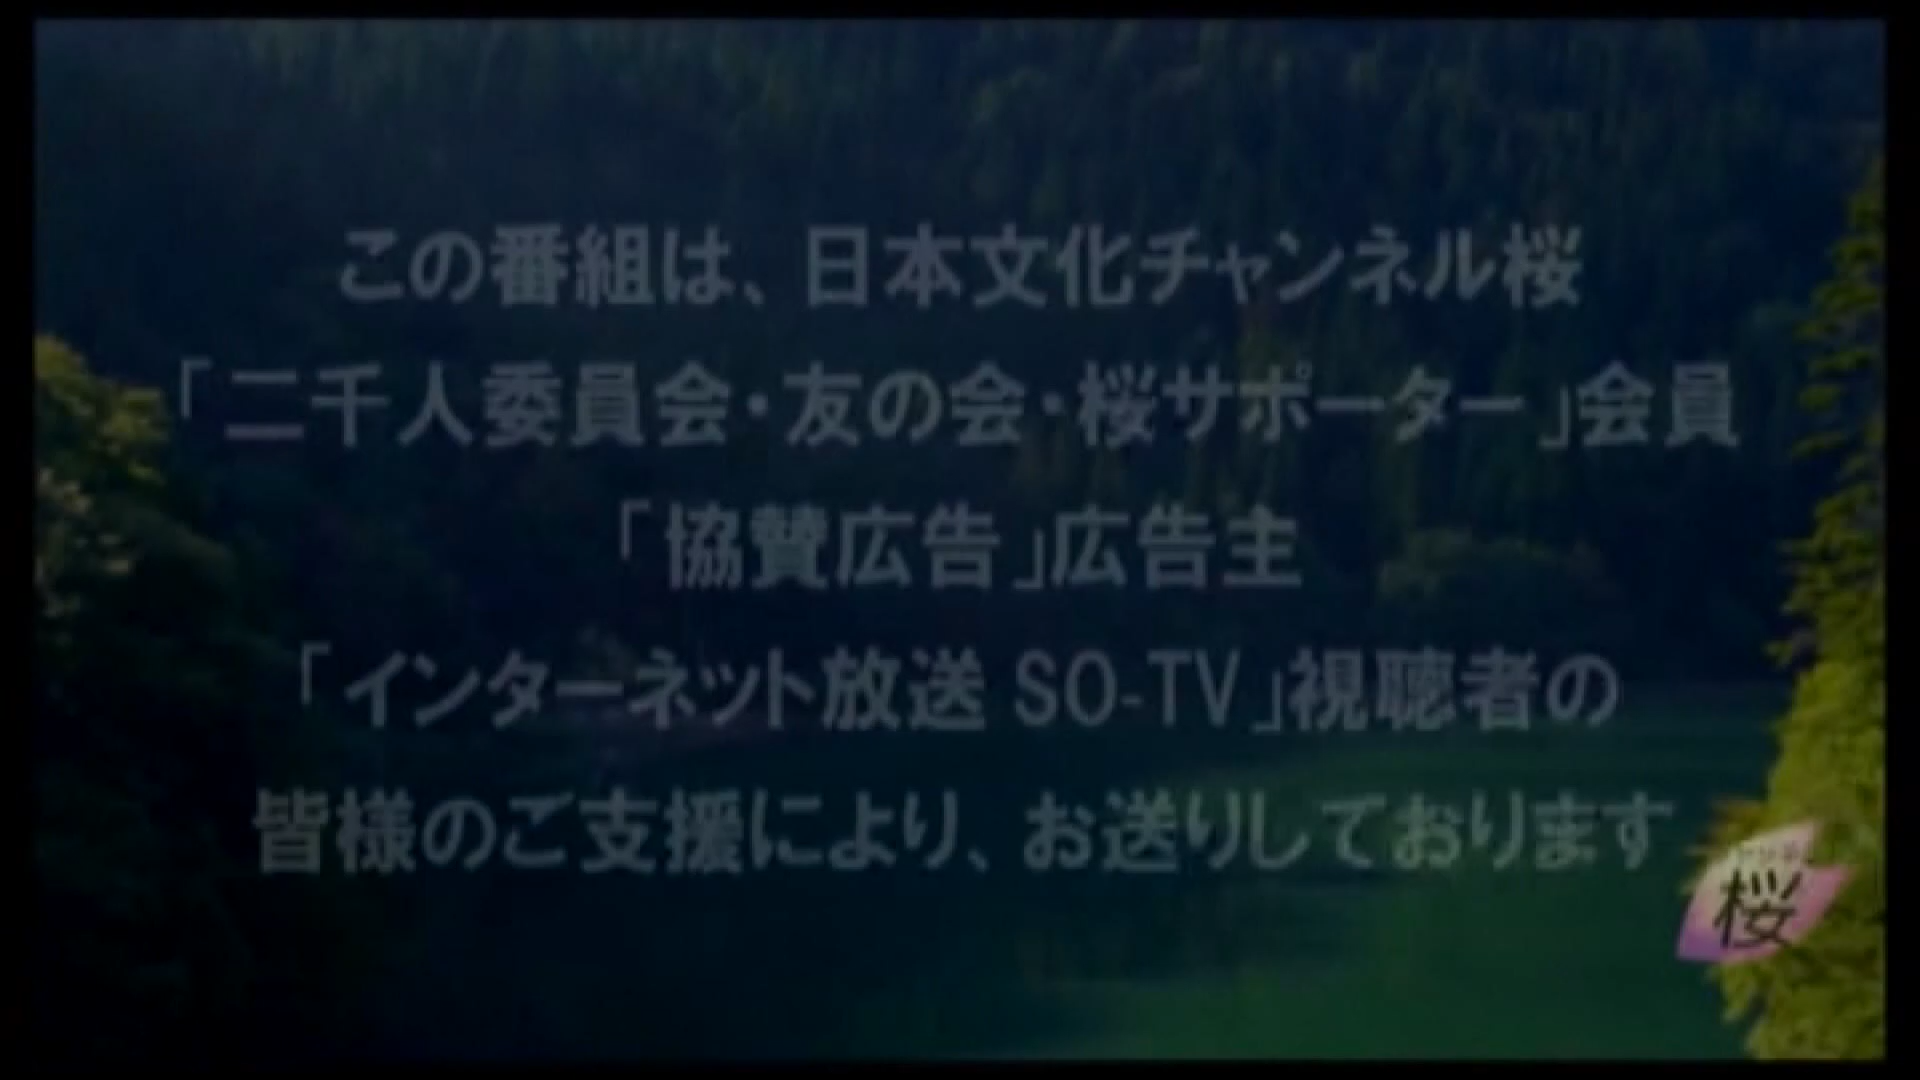 この番組は、日本文化チャンネル桜
「二千人委員会・友の会・桜サポーター」会員
「協賛広告」広告主
「インターネット放送 SO-TV」視聴者の
皆様のご支援により、お送りしております
桜